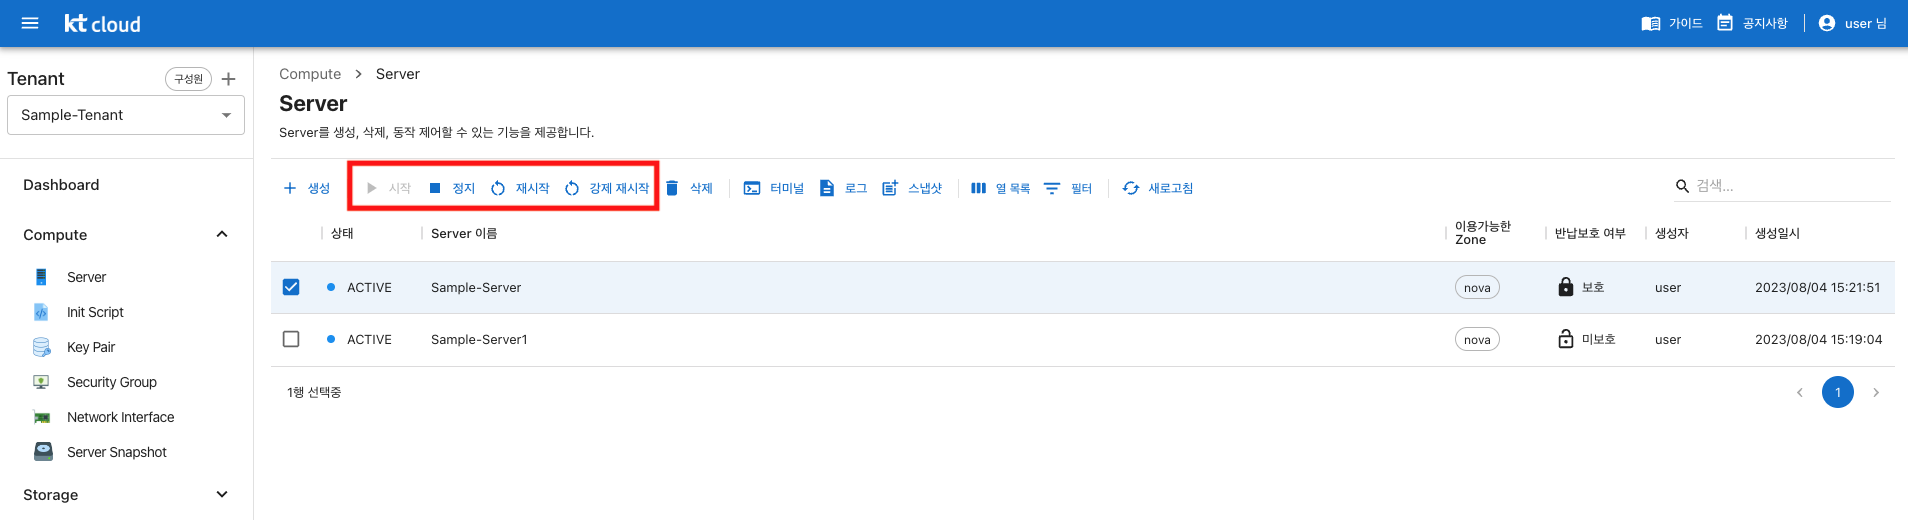 kt cloud
가이드
공지사항
user 님
Tenant
구성원
Sample-Tenant
Dashboard
Compute
Server
Init Script
Key Pair
Security Group
Network Interface
Server Snapshot
Storage
Compute > Server
Server
Server를 생성, 삭제, 동작 제어할 수 있는 기능을 제공합니다.
생성 시작 정지 재시작 강제 재시작 삭제 터미널 로그 스냅샷 열 목록 필터 새로고침 검색...
상태 Server 이름 이용가능한 Zone 반납보호 여부 생성자 생성일시
ACTIVE Sample-Server nova 보호 user 2023/08/04 15:21:51
ACTIVE Sample-Server1 nova 미보호 user 2023/08/04 15:19:04
1행 선택중
1